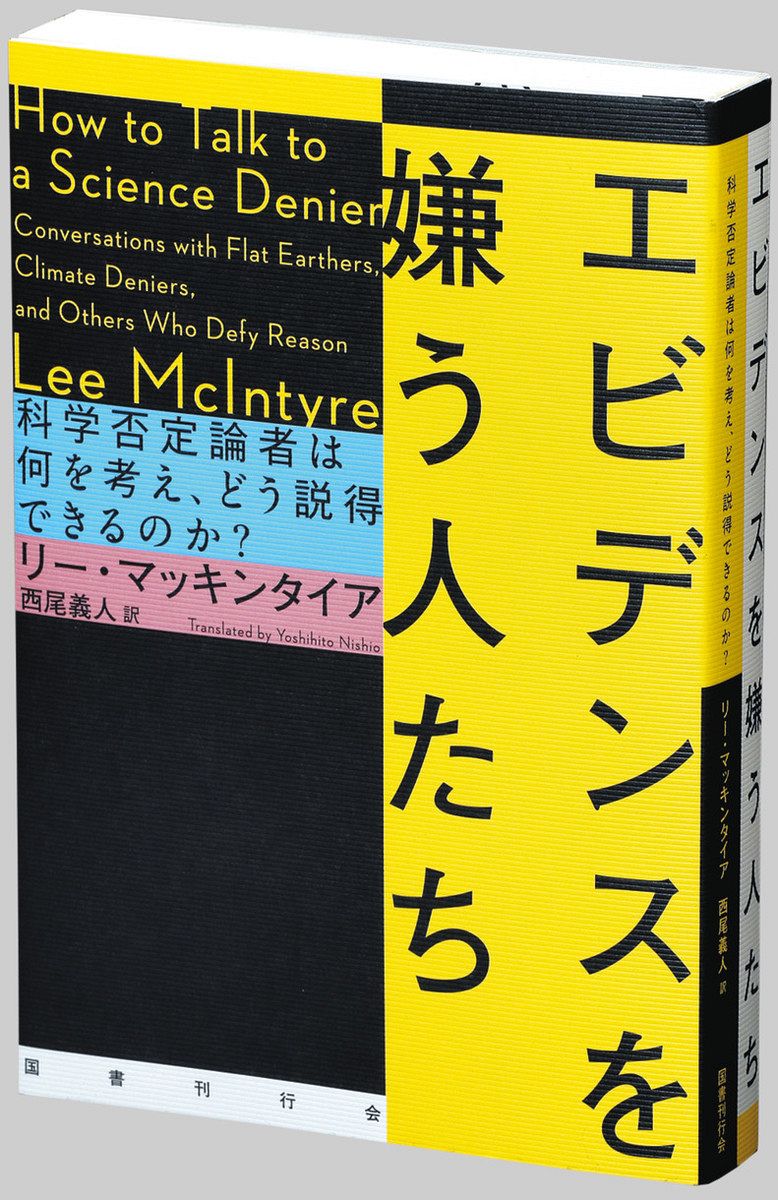 How to Talk to
a Science Denier
Conversations with Flat Earthers,
Climate Deniers,
and Others Who Defy Reason
Lee McIntyre
科学否定論者は
何を考え、どう説得
できるのか?
リー・マッキンタイア
西尾義人 訳
Translated by Yoshihito Nishio
エビデンスを
嫌う人たち
国書刊行会
科学否定論者は何を考え、どう説得できるのか?
リー・マッキンタイア 西尾義人 訳
国書刊行会
エビデンスを嫌う人たち